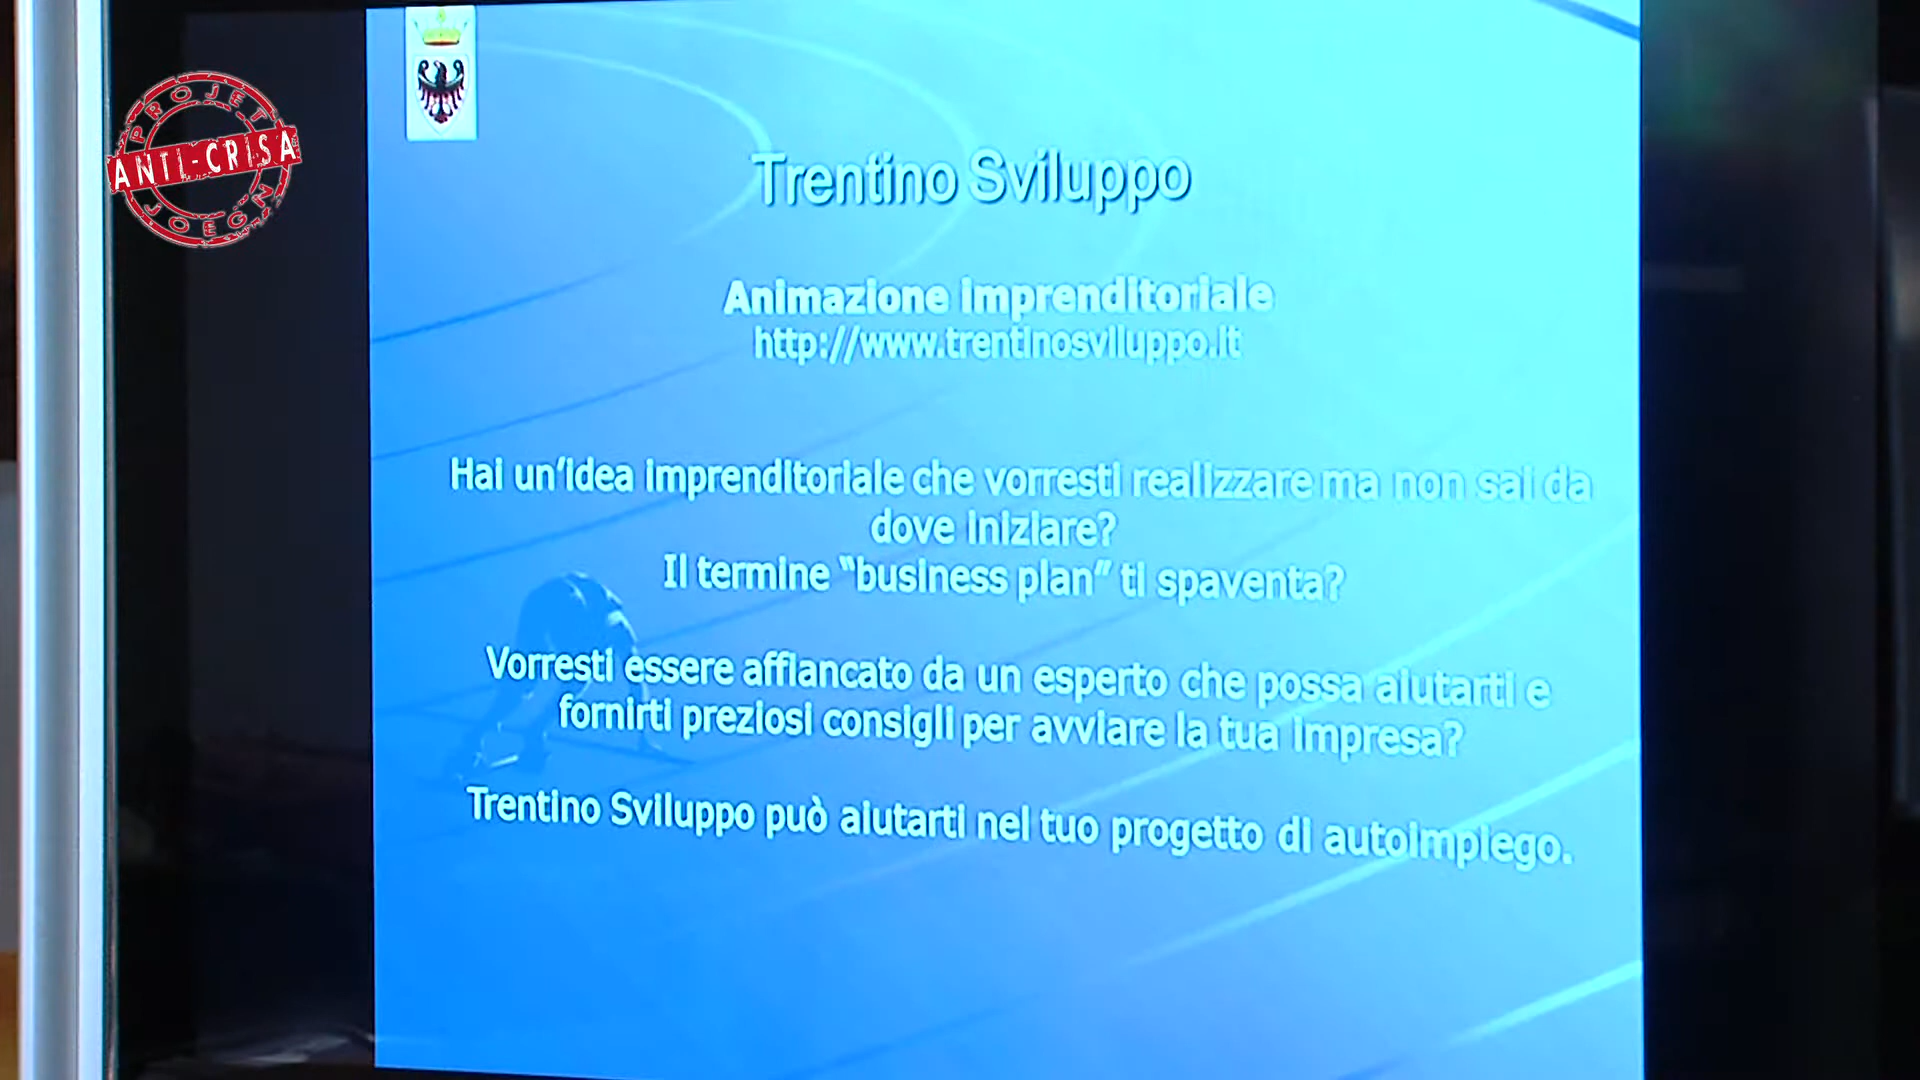 PROJET
ANTI-CRISA
JOEGN
Trentino Sviluppo
Animazione imprenditoriale
http://www.trentinosviluppo.it
Hai un'idea imprenditoriale che vorresti realizzare ma non sai da
dove iniziare?
Il termine “business plan” ti spaventa?
Vorresti essere affiancato da un esperto che possa aiutarti e
fornirti preziosi consigli per avviare la tua impresa?
Trentino Sviluppo può aiutarti nel tuo progetto di autoimpiego.